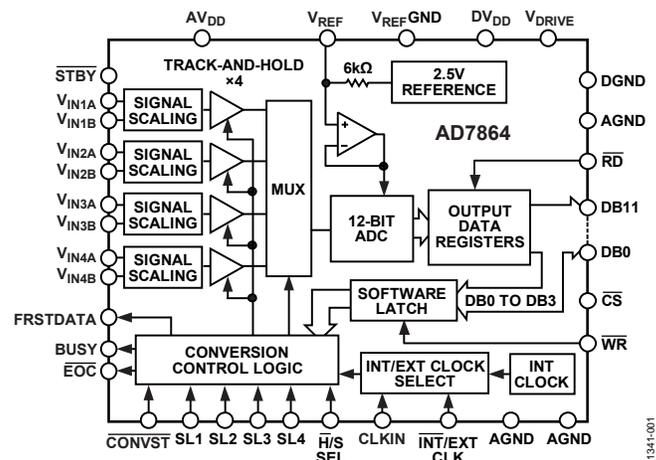 AVDD
VREF
VREFGND
DVDD
VDRIVE
STBY
TRACK-AND-HOLD
×4
6kΩ
2.5V
REFERENCE
DGND
VIN1A
VIN1B
SIGNAL
SCALING
AGND
AD7864
VIN2A
VIN2B
SIGNAL
SCALING
RD
MUX
+
–
VIN3A
VIN3B
SIGNAL
SCALING
12-BIT
ADC
OUTPUT
DATA
REGISTERS
DB11
VIN4A
VIN4B
SIGNAL
SCALING
DB0
SOFTWARE
LATCH
DB0 TO DB3
CS
FRSTDATA
WR
BUSY
EOC
CONVERSION
CONTROL LOGIC
INT/EXT CLOCK
SELECT
INT
CLOCK
CONVST
SL1
SL2
SL3
SL4
H/S
SEL
CLKIN
INT/EXT
CLK
AGND
AGND
1341-001